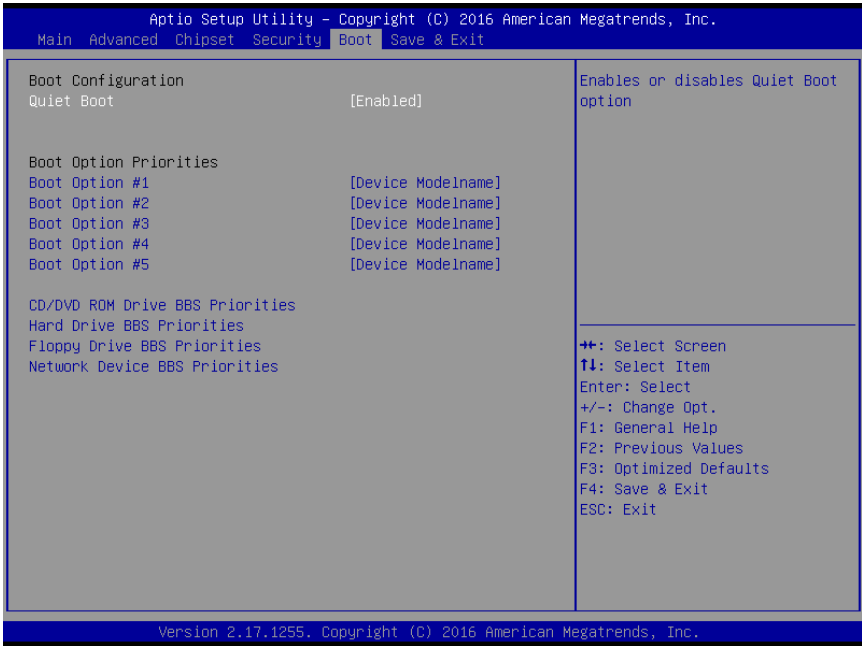 Aptio Setup Utility – Copyright (C) 2016 American Megatrends, Inc.
Main Advanced Chipset Security Boot Save & Exit
Boot Configuration
Quiet Boot [Enabled]
Boot Option Priorities
Boot Option #1 [Device Modelname]
Boot Option #2 [Device Modelname]
Boot Option #3 [Device Modelname]
Boot Option #4 [Device Modelname]
Boot Option #5 [Device Modelname]
CD/DVD ROM Drive BBS Priorities
Hard Drive BBS Priorities
Floppy Drive BBS Priorities
Network Device BBS Priorities
Enables or disables Quiet Boot
option
→←: Select Screen
↑↓: Select Item
Enter: Select
+/-: Change Opt.
F1: General Help
F2: Previous Values
F3: Optimized Defaults
F4: Save & Exit
ESC: Exit
Version 2.17.1255. Copyright (C) 2016 American Megatrends, Inc.